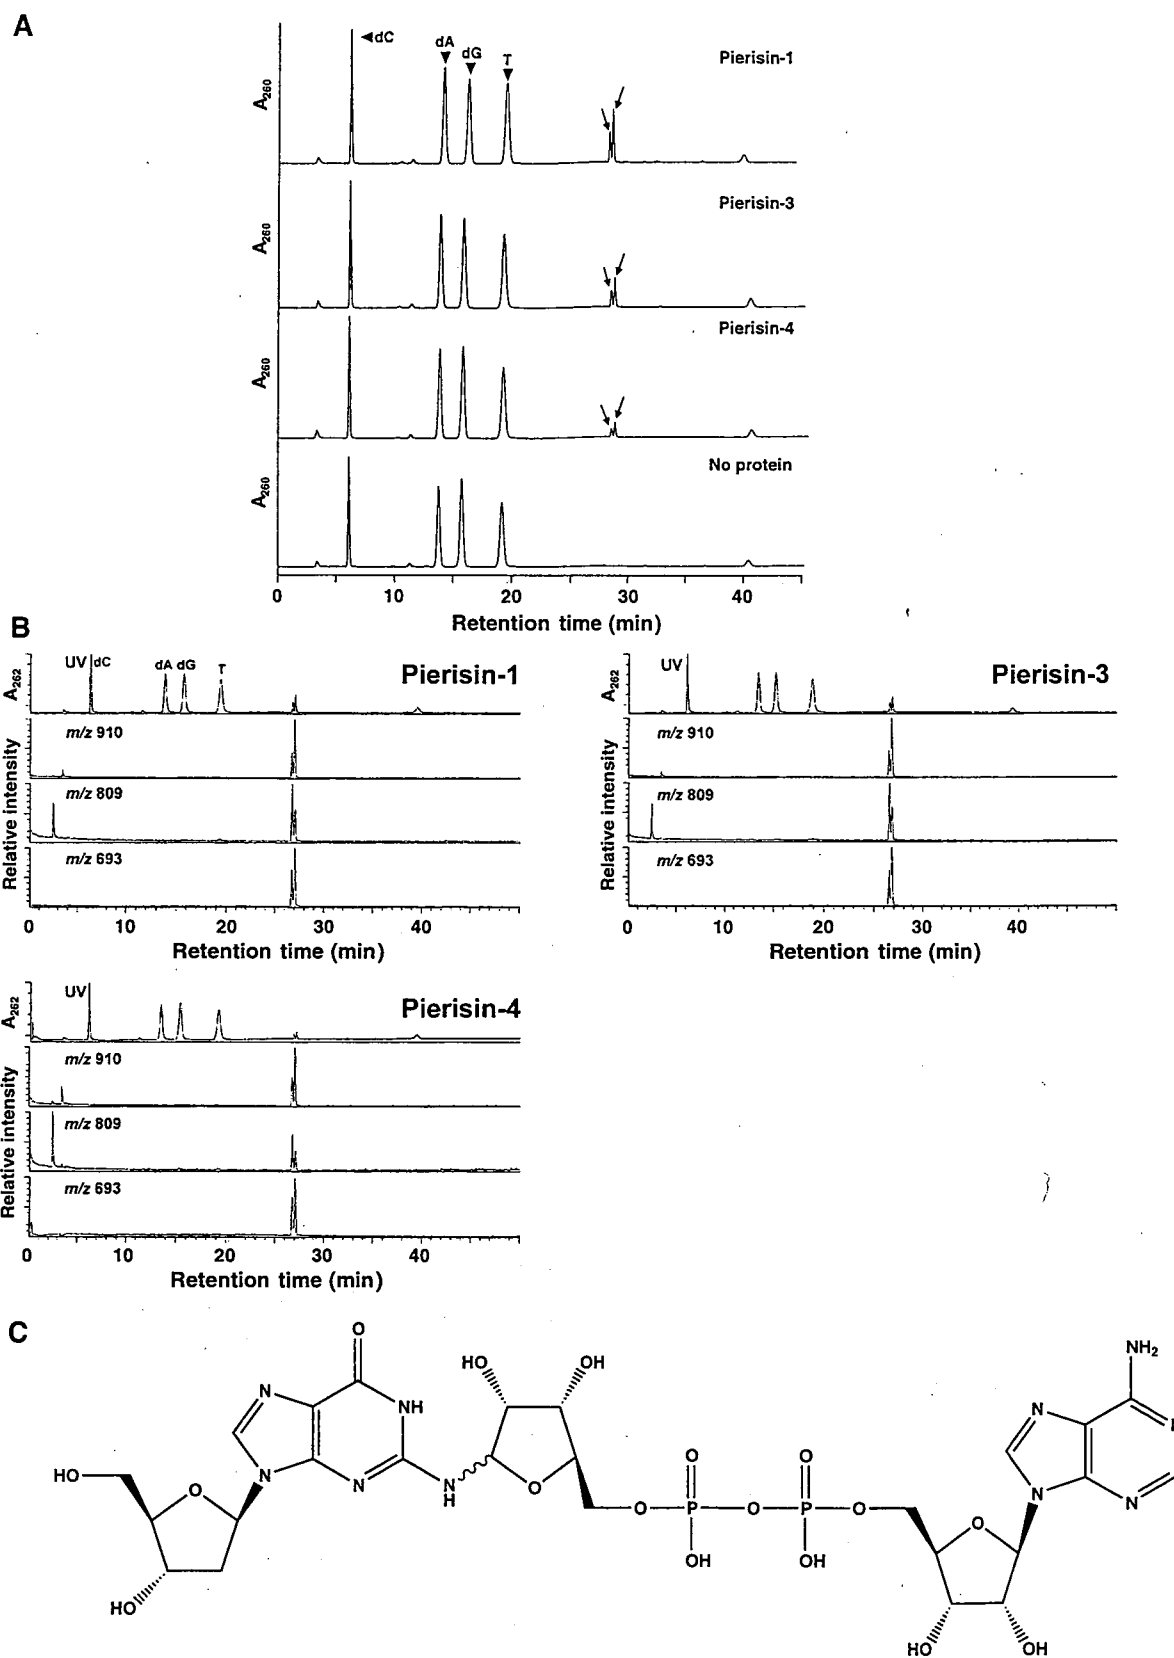 A
dC
dA
dG
T
Pierisin-1
A260
Pierisin-3
A260
Pierisin-4
A260
No protein
A260
0 10 20 30 40
Retention time (min)
B
UV dC dA dG T
Pierisin-1
A262
m/z 910
m/z 809
m/z 693
Relative intensity
0 10 20 30 40
Retention time (min)
UV
Pierisin-3
A262
m/z 910
m/z 809
m/z 693
Relative intensity
0 10 20 30 40
Retention time (min)
UV
Pierisin-4
A262
m/z 910
m/z 809
m/z 693
Relative intensity
0 10 20 30 40
Retention time (min)
C
O
HO OH NH2
N NH N
HO O N N N H O O P O O P O OH OH O N N
HO HO OH